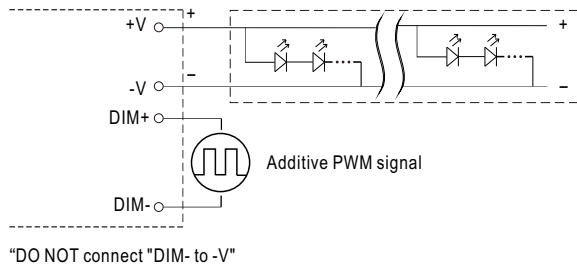 +V + +
-V − −
DIM+
Additive PWM signal
DIM-
“DO NOT connect "DIM- to -V"